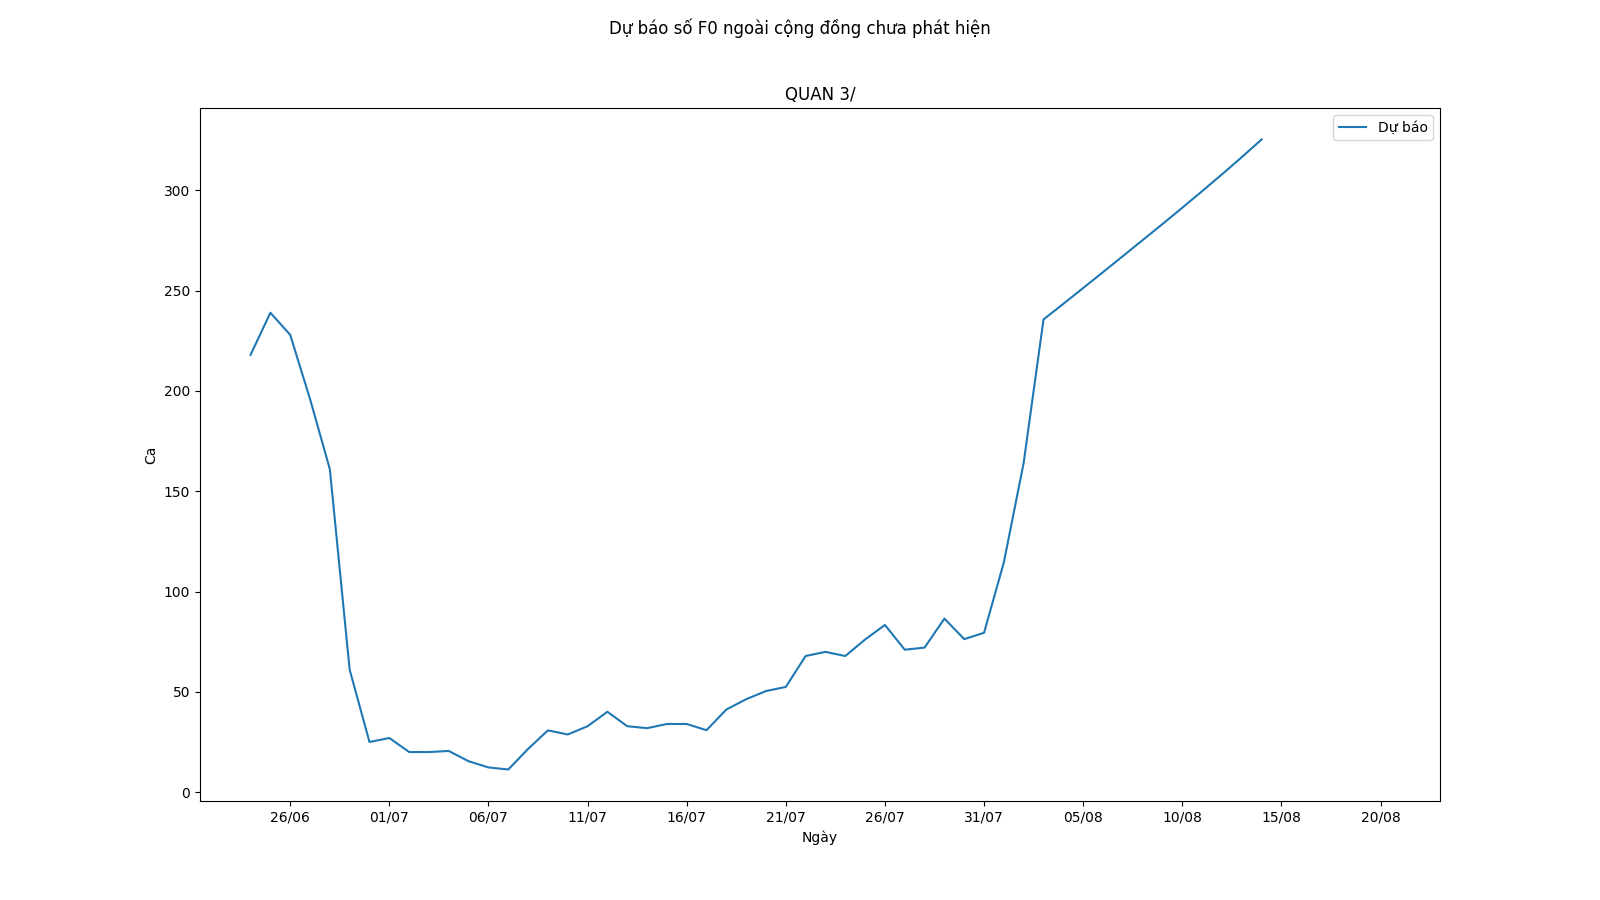 Dự báo số F0 ngoài cộng đồng chưa phát hiện
QUAN 3/
Dự báo
300
250
200
150
100
50
0
Ca
26/06 01/07 06/07 11/07 16/07 21/07 26/07 31/07 05/08 10/08 15/08 20/08
Ngày